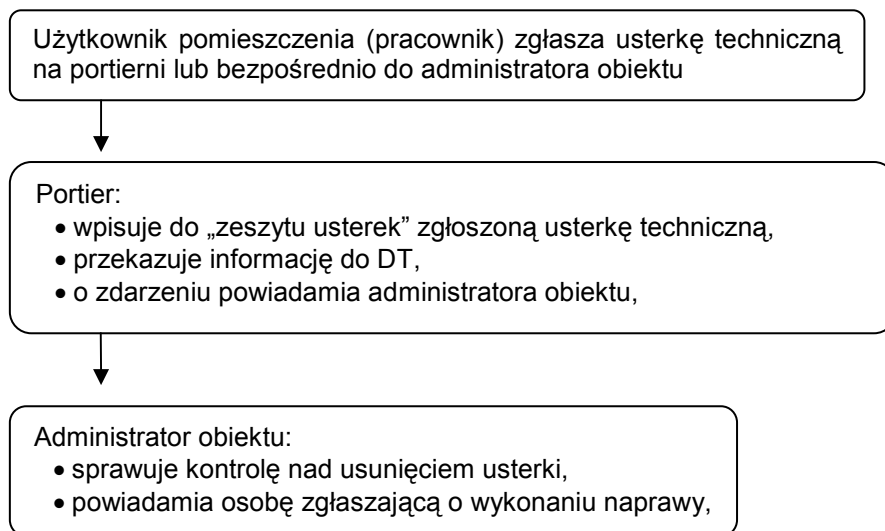 Użytkownik pomieszczenia (pracownik) zgłasza usterkę techniczną
na portierni lub bezpośrednio do administratora obiektu
Portier:
• wpisuje do „zeszytu usterek” zgłoszoną usterkę techniczną,
• przekazuje informację do DT,
• o zdarzeniu powiadamia administratora obiektu,
Administrator obiektu:
• sprawuje kontrolę nad usunięciem usterki,
• powiadamia osobę zgłaszającą o wykonaniu naprawy,